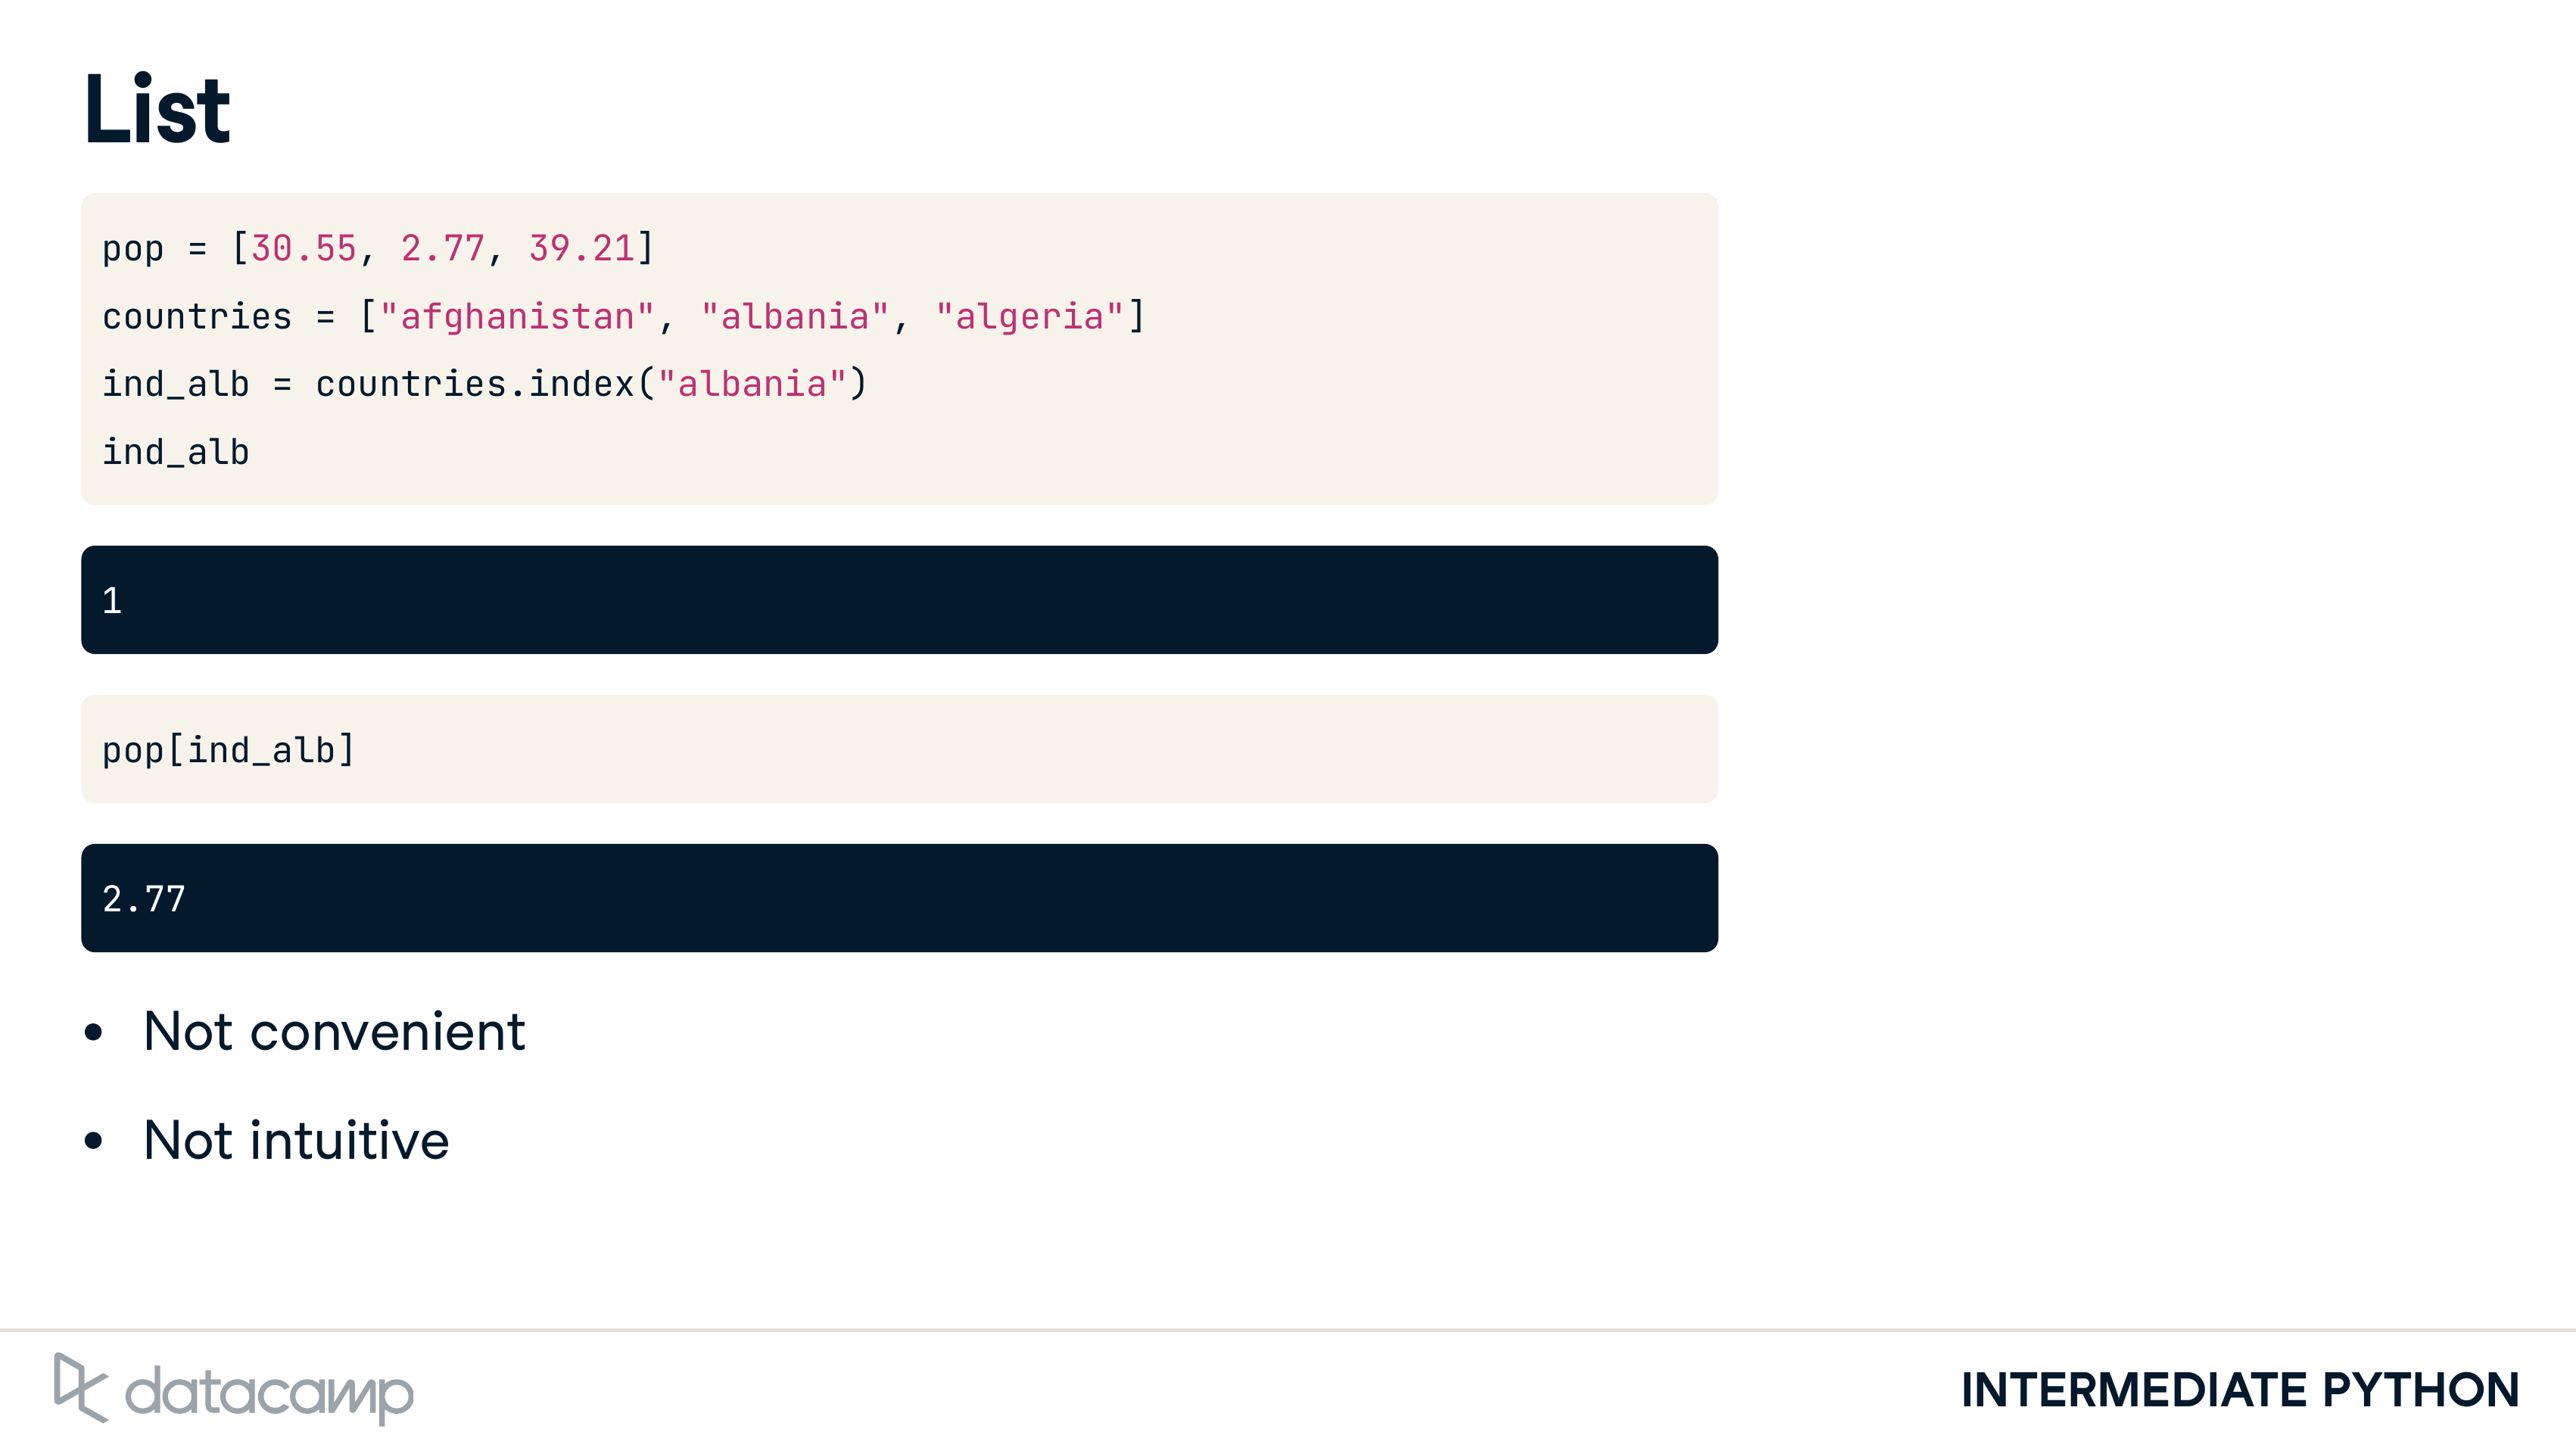 List
pop = [30.55, 2.77, 39.21]
countries = ["afghanistan", "albania", "algeria"]
ind_alb = countries.index("albania")
ind_alb
1
pop[ind_alb]
2.77
• Not convenient
• Not intuitive
datacamp
INTERMEDIATE PYTHON